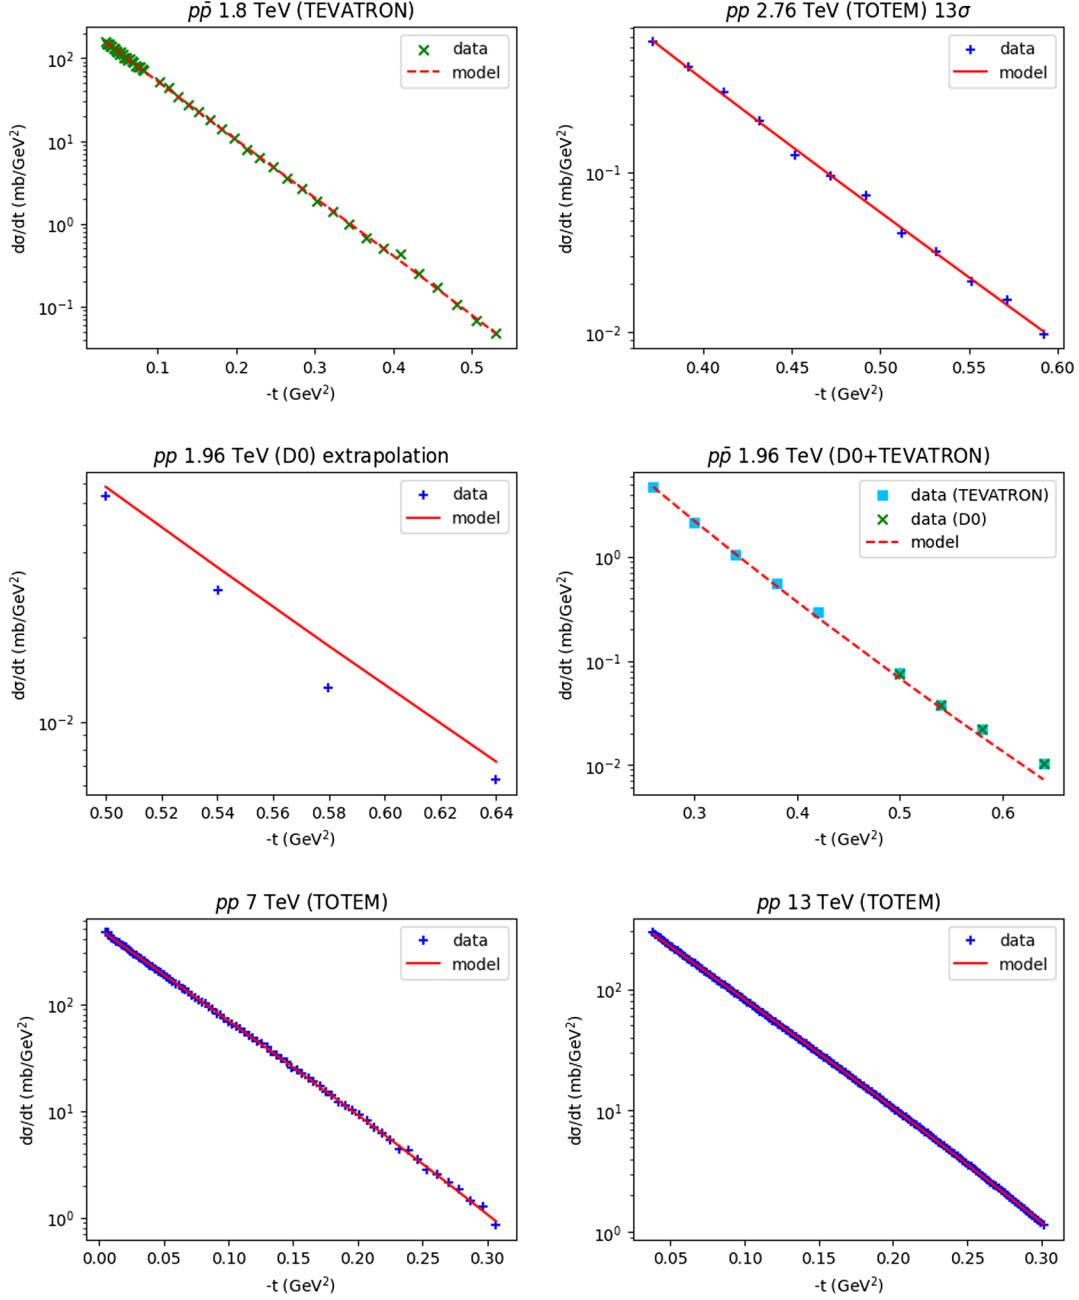 pp̄ 1.8 TeV (TEVATRON)
data
model
10²
10¹
10⁰
10⁻¹
dσ/dt (mb/GeV²)
0.1 0.2 0.3 0.4 0.5
-t (GeV²)
pp 2.76 TeV (TOTEM) 13σ
data
model
10⁻¹
10⁻²
dσ/dt (mb/GeV²)
0.40 0.45 0.50 0.55 0.60
-t (GeV²)
pp 1.96 TeV (D0) extrapolation
data
model
10⁻²
dσ/dt (mb/GeV²)
0.50 0.52 0.54 0.56 0.58 0.60 0.62 0.64
-t (GeV²)
pp̄ 1.96 TeV (D0+TEVATRON)
data (TEVATRON)
data (D0)
model
10⁰
10⁻¹
10⁻²
dσ/dt (mb/GeV²)
0.3 0.4 0.5 0.6
-t (GeV²)
pp 7 TeV (TOTEM)
data
model
10²
10¹
10⁰
dσ/dt (mb/GeV²)
0.00 0.05 0.10 0.15 0.20 0.25 0.30
-t (GeV²)
pp 13 TeV (TOTEM)
data
model
10²
10¹
10⁰
dσ/dt (mb/GeV²)
0.05 0.10 0.15 0.20 0.25 0.30
-t (GeV²)